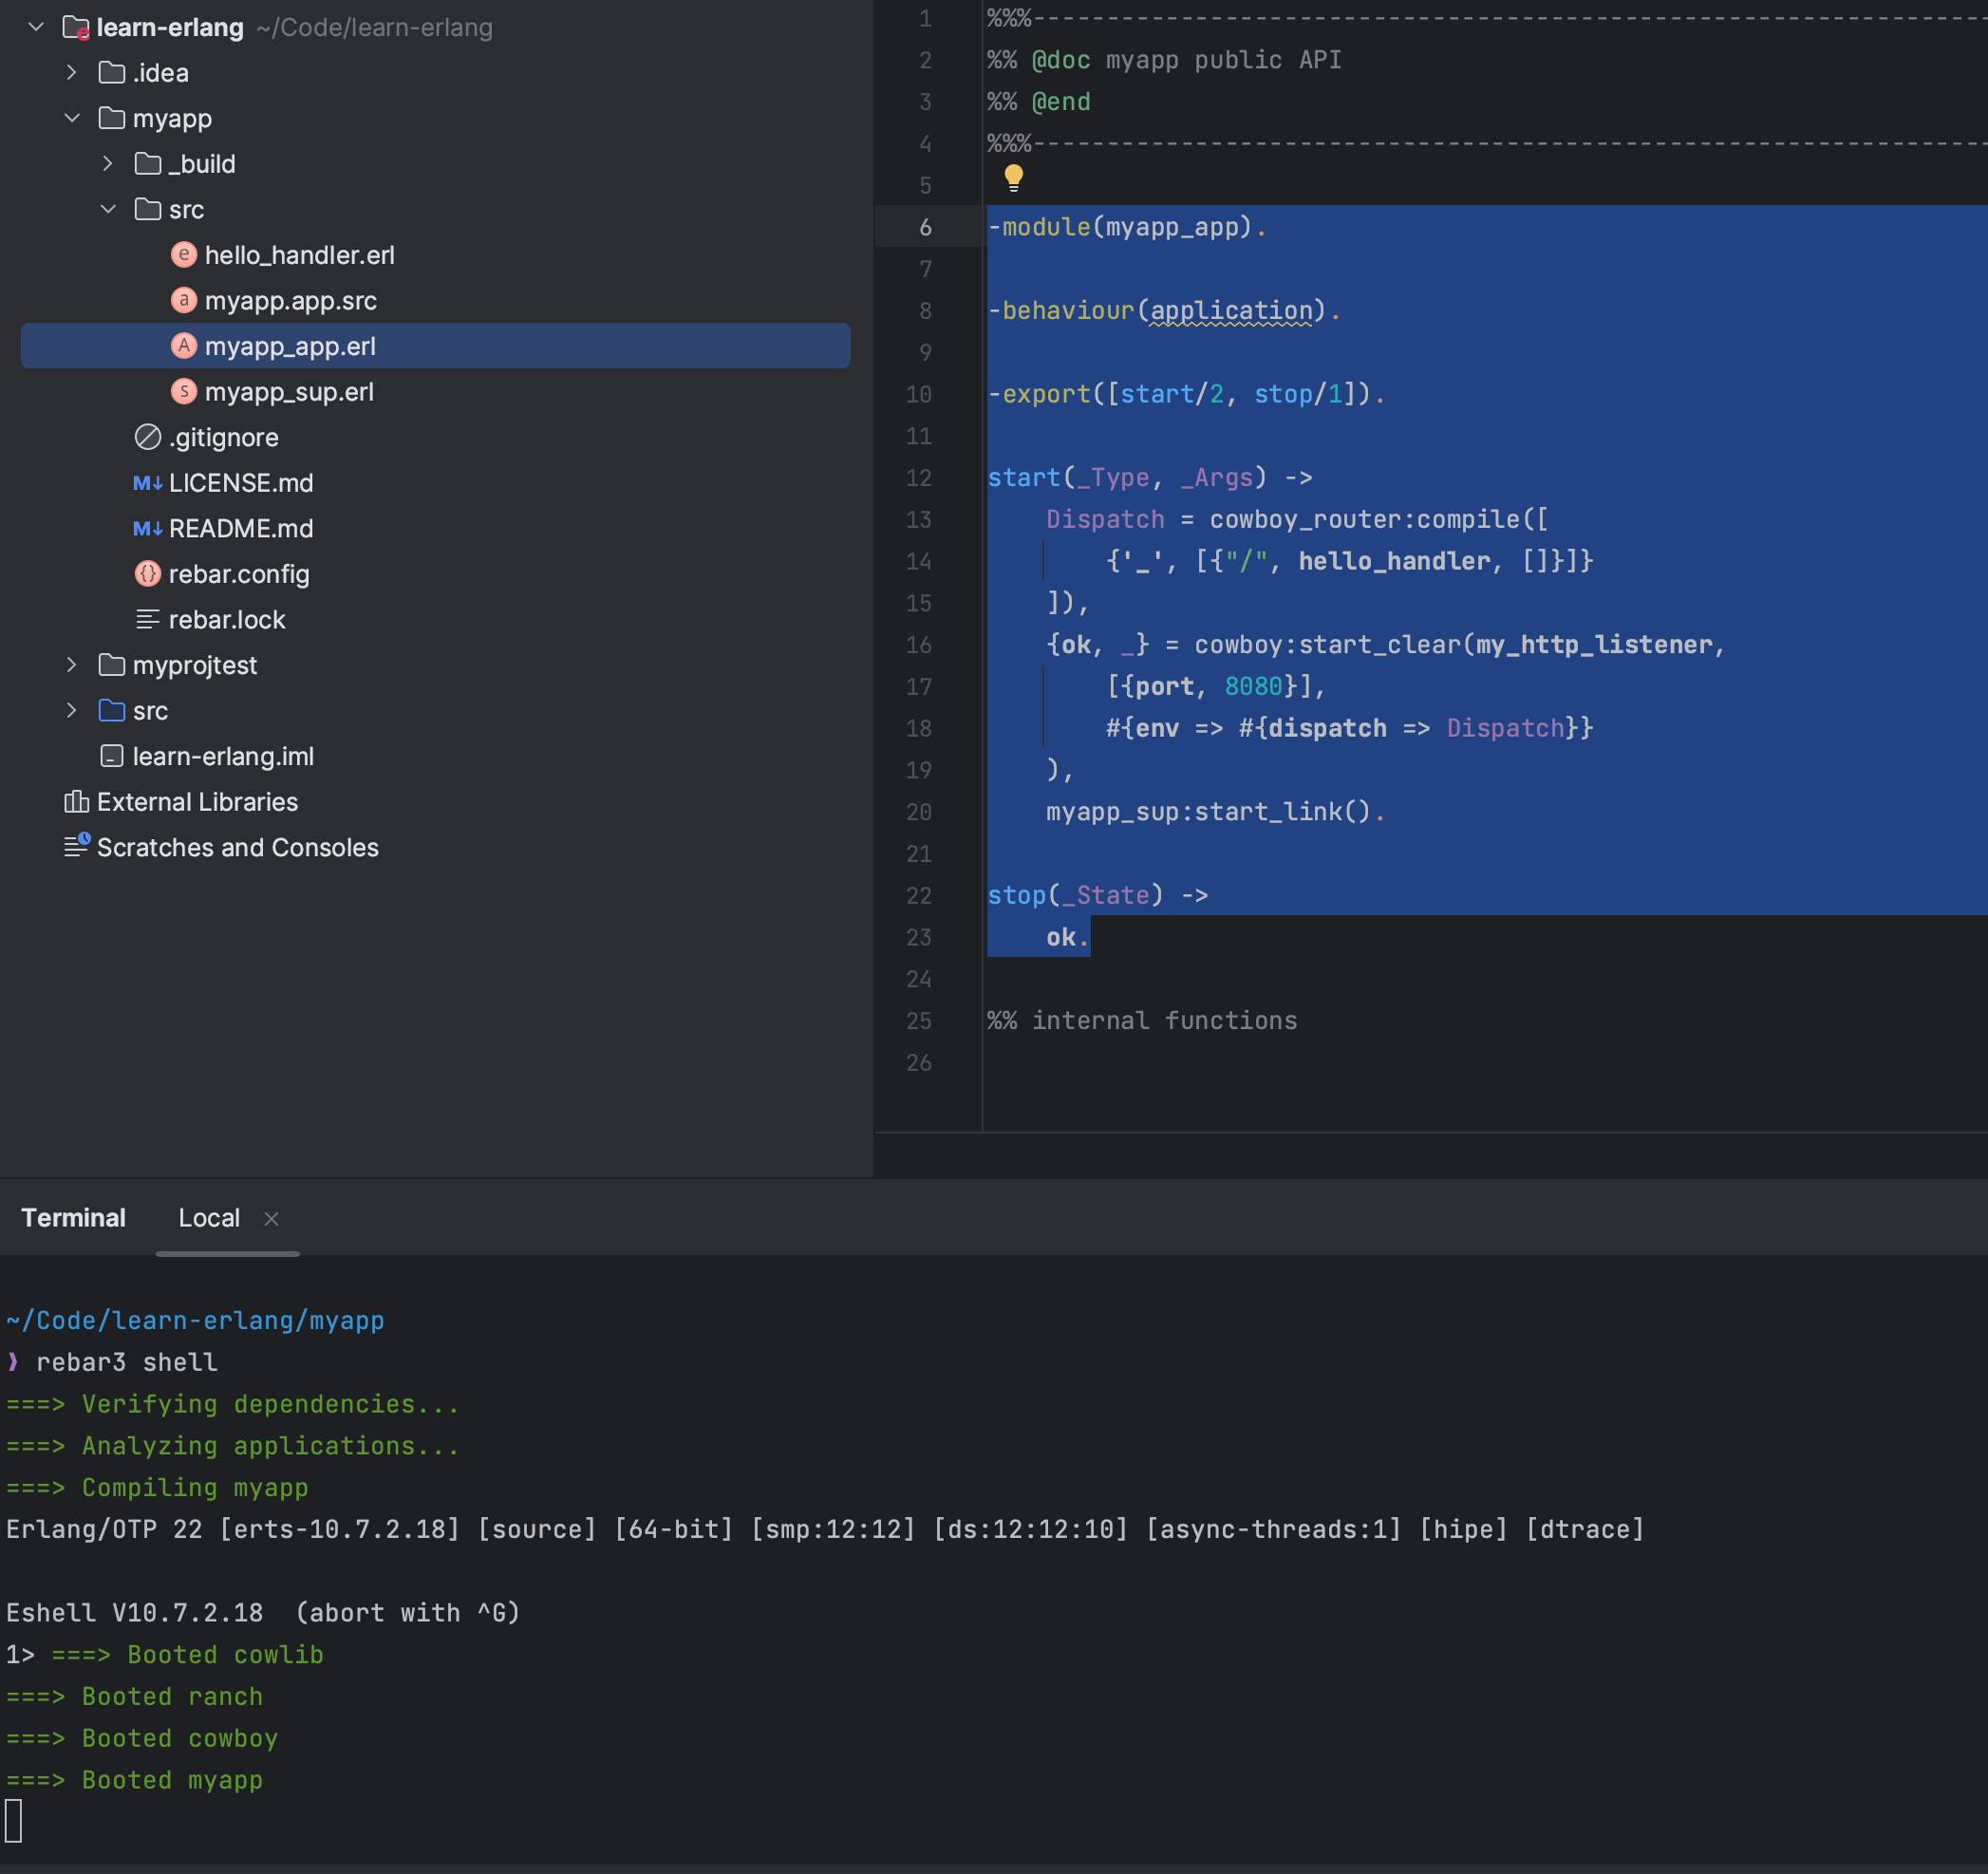 learn-erlang ~/Code/learn-erlang
.idea
myapp
_build
src
hello_handler.erl
myapp.app.src
myapp_app.erl
myapp_sup.erl
.gitignore
LICENSE.md
README.md
rebar.config
rebar.lock
myprojtest
src
learn-erlang.iml
External Libraries
Scratches and Consoles
1 %%%-----------------------------------------------------------------
2 %% @doc myapp public API
3 %% @end
4 %%%-----------------------------------------------------------------
5
6 -module(myapp_app).
7
8 -behaviour(application).
9
10 -export([start/2, stop/1]).
11
12 start(_Type, _Args) ->
13     Dispatch = cowboy_router:compile([
14         {'_', [{"/", hello_handler, []}]}
15     ]),
16     {ok, _} = cowboy:start_clear(my_http_listener,
17         [{port, 8080}],
18         #{env => #{dispatch => Dispatch}}
19     ),
20     myapp_sup:start_link().
21
22 stop(_State) ->
23     ok.
24
25 %% internal functions
26
Terminal Local ×
~/Code/learn-erlang/myapp
❯ rebar3 shell
===> Verifying dependencies...
===> Analyzing applications...
===> Compiling myapp
Erlang/OTP 22 [erts-10.7.2.18] [source] [64-bit] [smp:12:12] [ds:12:12:10] [async-threads:1] [hipe] [dtrace]
Eshell V10.7.2.18  (abort with ^G)
1> ===> Booted cowlib
===> Booted ranch
===> Booted cowboy
===> Booted myapp